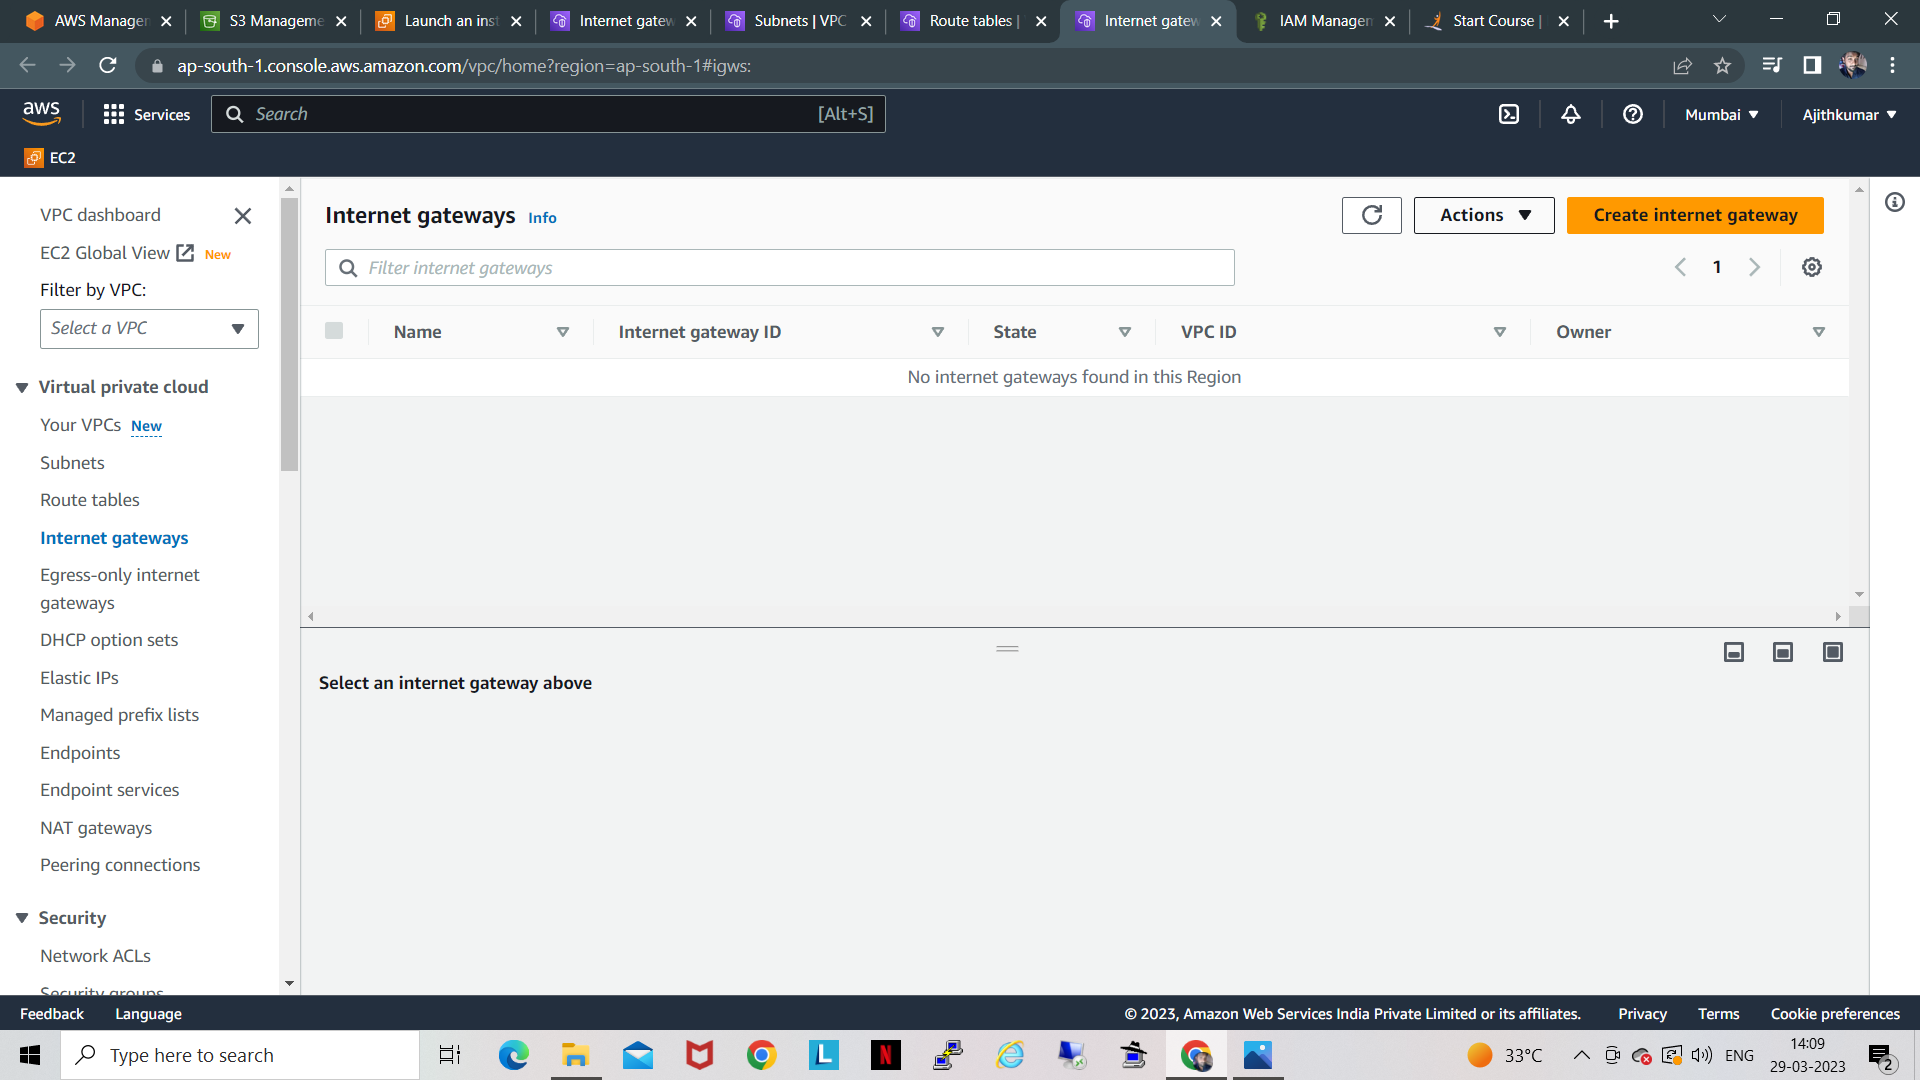 AWS Manager
S3 Manageme
Launch an inst
Internet gatew
Subnets | VPC
Route tables |
Internet gatew
IAM Managem
Start Course |
ap-south-1.console.aws.amazon.com/vpc/home?region=ap-south-1#igws:
aws
Services
Search
[Alt+S]
Mumbai
Ajithkumar
EC2
VPC dashboard
EC2 Global View New
Filter by VPC:
Select a VPC
Virtual private cloud
Your VPCs New
Subnets
Route tables
Internet gateways
Egress-only internet
gateways
DHCP option sets
Elastic IPs
Managed prefix lists
Endpoints
Endpoint services
NAT gateways
Peering connections
Security
Network ACLs
Security groups
Internet gateways Info
Actions
Create internet gateway
Filter internet gateways
1
Name
Internet gateway ID
State
VPC ID
Owner
No internet gateways found in this Region
Select an internet gateway above
Feedback
Language
© 2023, Amazon Web Services India Private Limited or its affiliates.
Privacy
Terms
Cookie preferences
Type here to search
L
N
33°C
ENG
14:09
29-03-2023
2